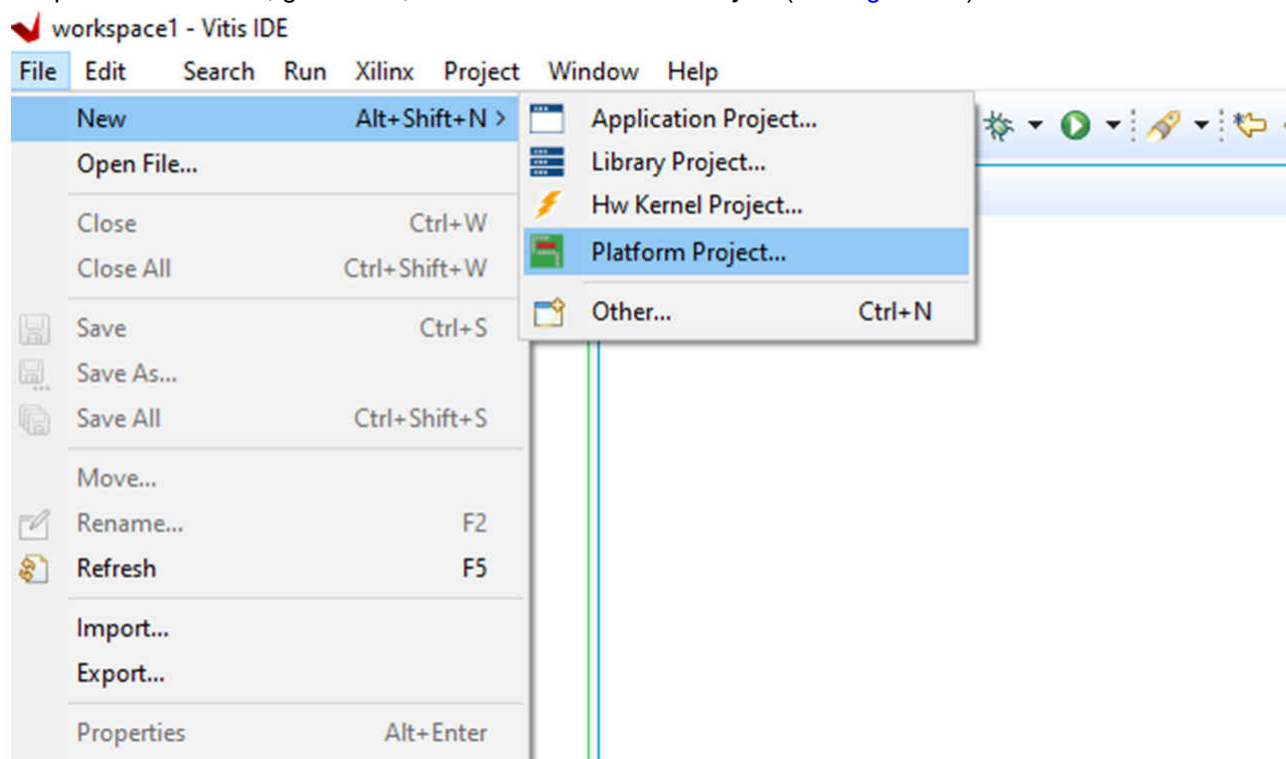 workspace1 - Vitis IDE
File Edit Search Run Xilinx Project Window Help
New Alt+Shift+N >
Open File...
Close Ctrl+W
Close All Ctrl+Shift+W
Save Ctrl+S
Save As...
Save All Ctrl+Shift+S
Move...
Rename... F2
Refresh F5
Import...
Export...
Properties Alt+Enter
Application Project...
Library Project...
Hw Kernel Project...
Platform Project...
Other... Ctrl+N